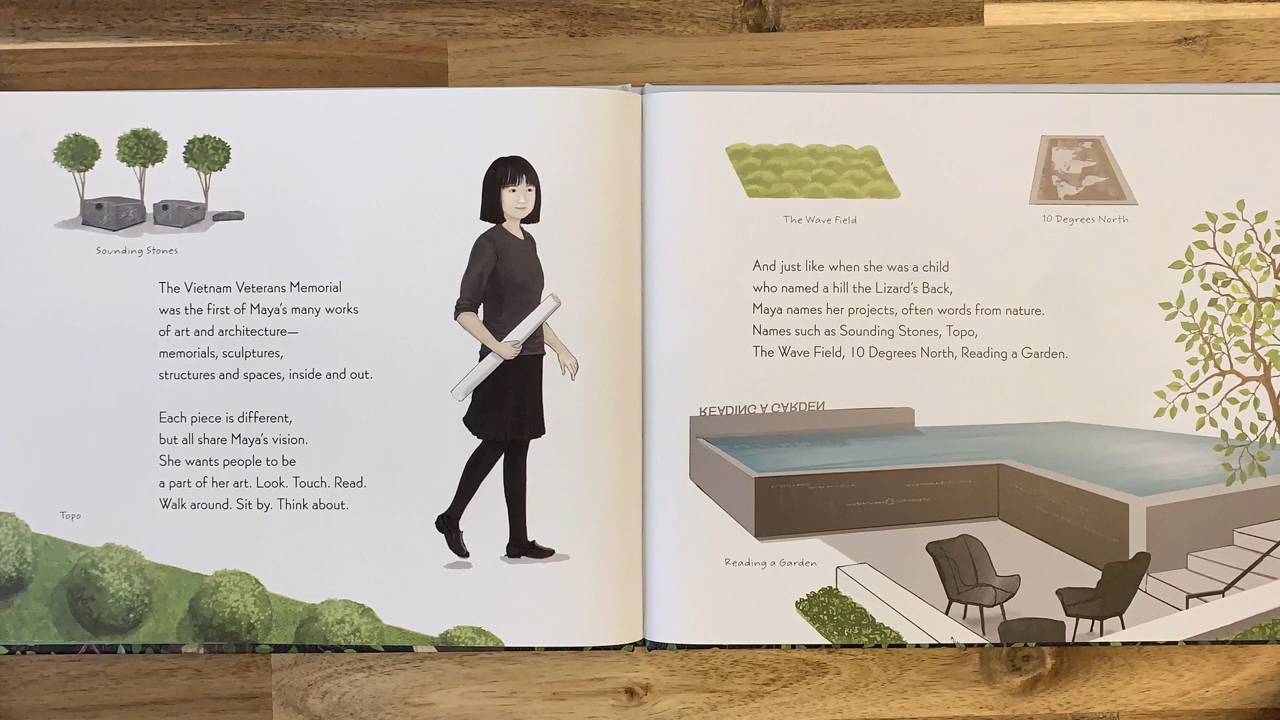 Sounding Stones
The Vietnam Veterans Memorial
was the first of Maya's many works
of art and architecture—
memorials, sculptures,
structures and spaces, inside and out.
Each piece is different,
but all share Maya's vision.
She wants people to be
a part of her art. Look. Touch. Read.
Walk around. Sit by. Think about.
Topo
The Wave Field
10 Degrees North
And just like when she was a child
who named a hill the Lizard's Back,
Maya names her projects, often words from nature.
Names such as Sounding Stones, Topo,
The Wave Field, 10 Degrees North, Reading a Garden.
READING A GARDEN
Reading a Garden